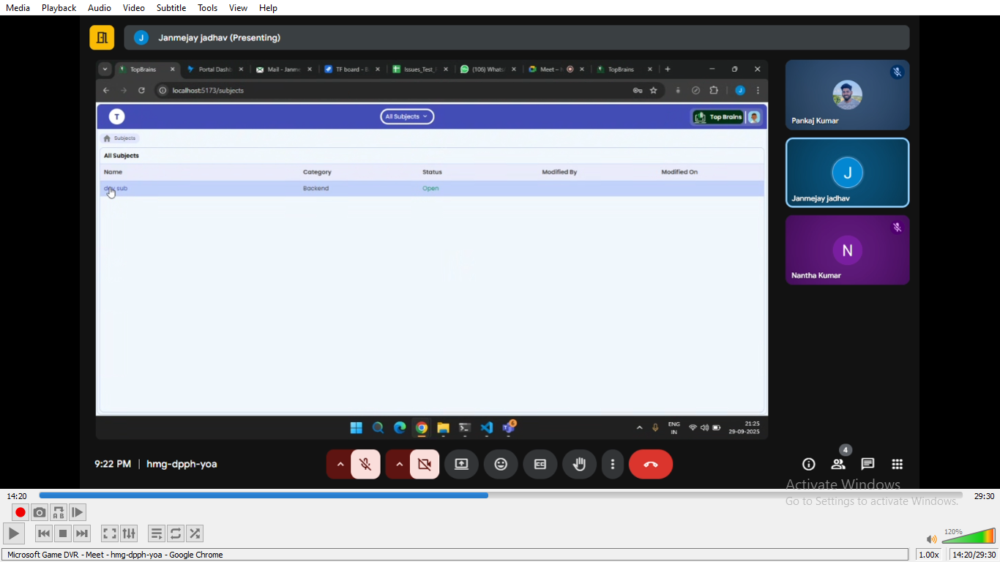 Media Playback Audio Video Subtitle Tools View Help
J Janmejay jadhav (Presenting)
TopBrains Portal Dashb Mail - Janme TF board - B Issues_Test_ (106) Whats Meet – TopBrains
localhost:5173/subjects J
T All Subjects Top Brains
Subjects
All Subjects
Name Category Status Modified By Modified On
sub Backend Open
Pankaj Kumar
J
Janmejay jadhav
N
Nantha Kumar
6
ENG
IN
21:25
29-09-2025
9:22 PM | hmg-dpph-yoa
CC
4
Activate Windows
Go to Settings to activate Windows.
14:20 29:30
A B
120%
Microsoft Game DVR - Meet - hmg-dpph-yoa - Google Chrome 1.00x 14:20/29:30